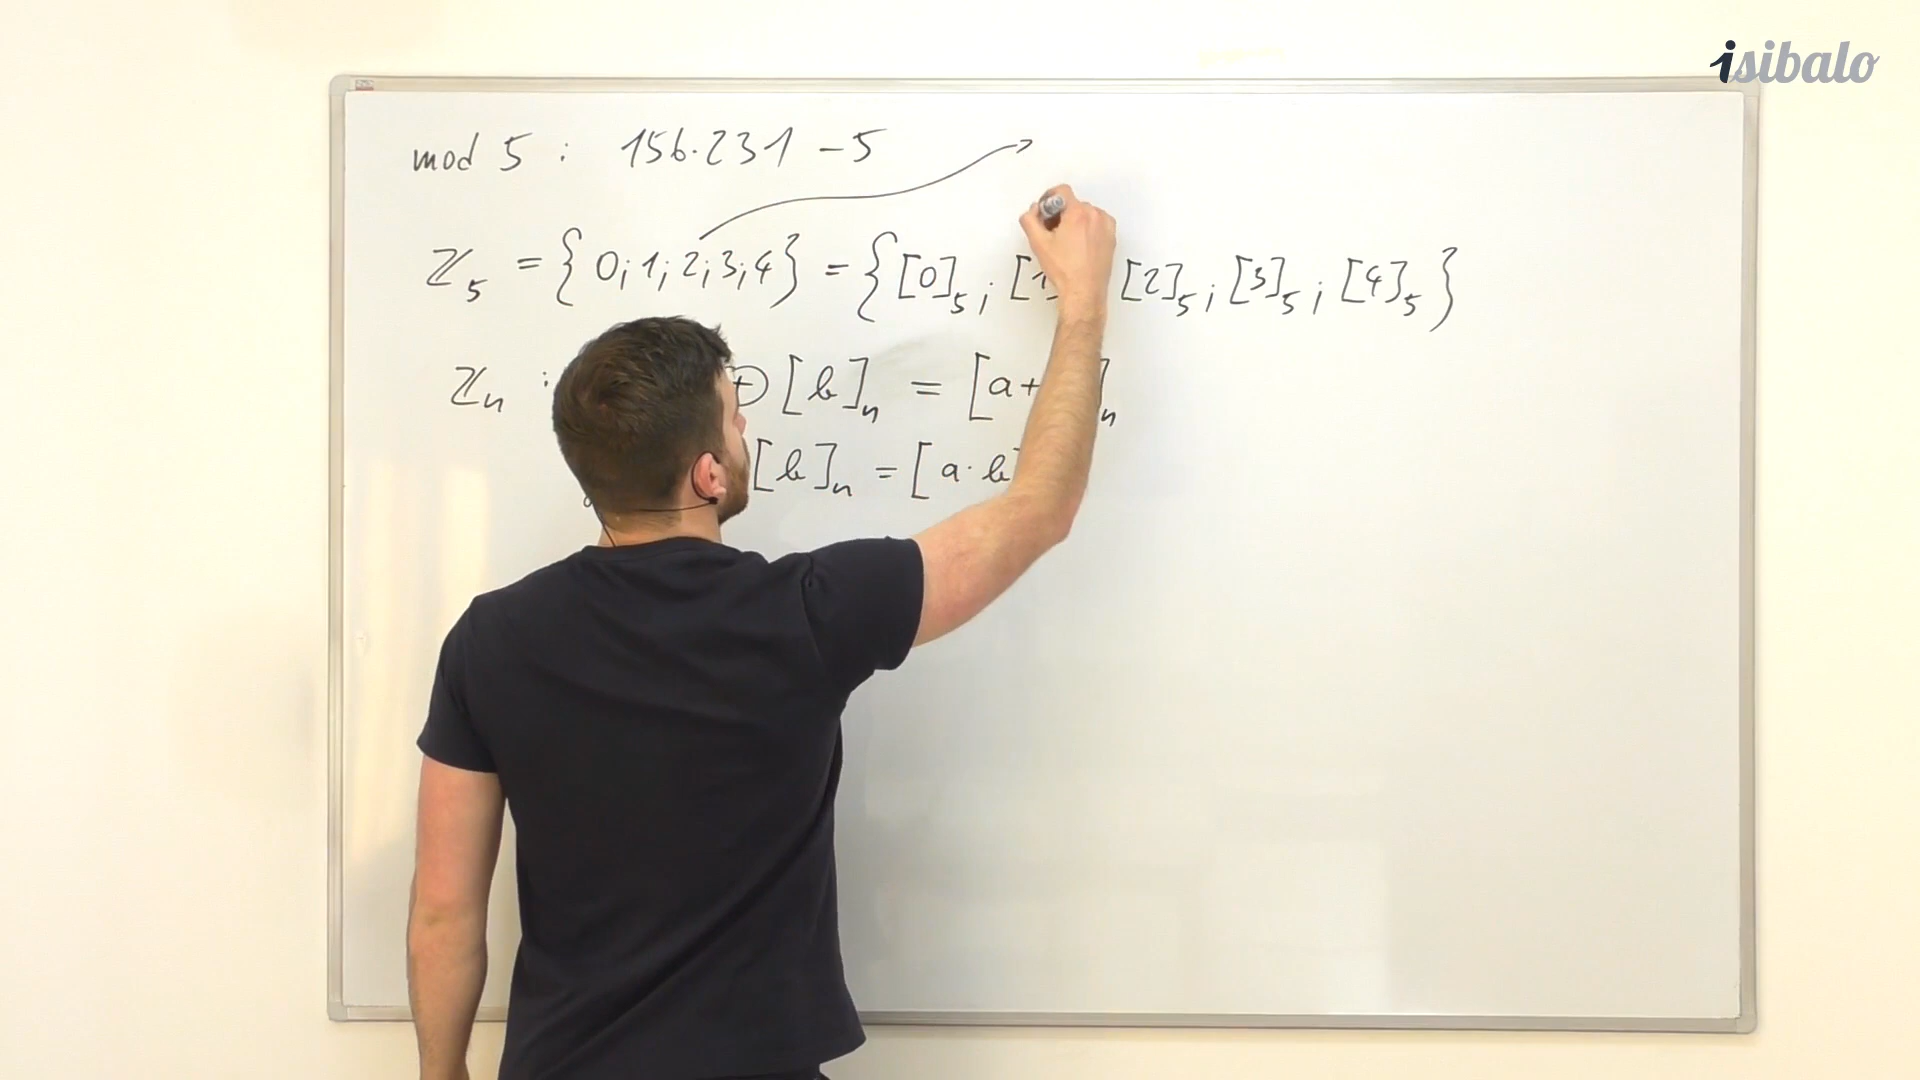 isibalo
mod 5 : 156·231 -5
ℤ₅ = { 0; 1; 2; 3; 4 } = { [0]₅ ; [1] [2]₅ ; [3]₅ ; [4]₅ }
ℤₙ : ⊕ [b]ₙ = [a+ ]ₙ
[b]ₙ = [a·b]